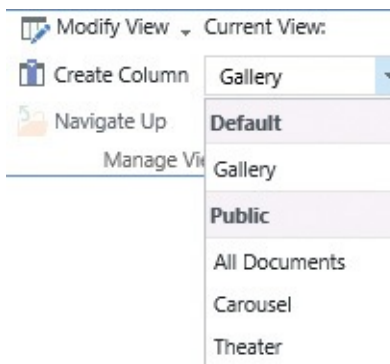 Modify View Current View:
Create Column Gallery
Navigate Up Default
Manage Vi Gallery
Public
All Documents
Carousel
Theater